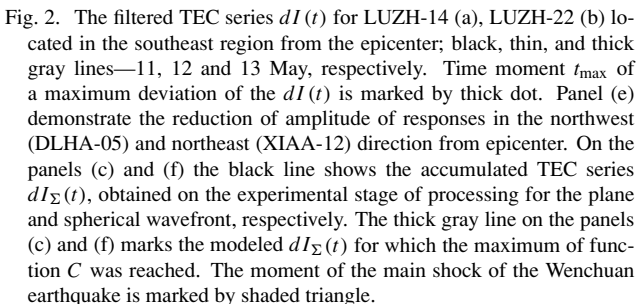 Fig. 2. The filtered TEC series dI(t) for LUZH-14 (a), LUZH-22 (b) lo-
cated in the southeast region from the epicenter; black, thin, and thick
gray lines—11, 12 and 13 May, respectively. Time moment tmax of
a maximum deviation of the dI(t) is marked by thick dot. Panel (e)
demonstrate the reduction of amplitude of responses in the northwest
(DLHA-05) and northeast (XIAA-12) direction from epicenter. On the
panels (c) and (f) the black line shows the accumulated TEC series
dIΣ(t), obtained on the experimental stage of processing for the plane
and spherical wavefront, respectively. The thick gray line on the panels
(c) and (f) marks the modeled dIΣ(t) for which the maximum of func-
tion C was reached. The moment of the main shock of the Wenchuan
earthquake is marked by shaded triangle.